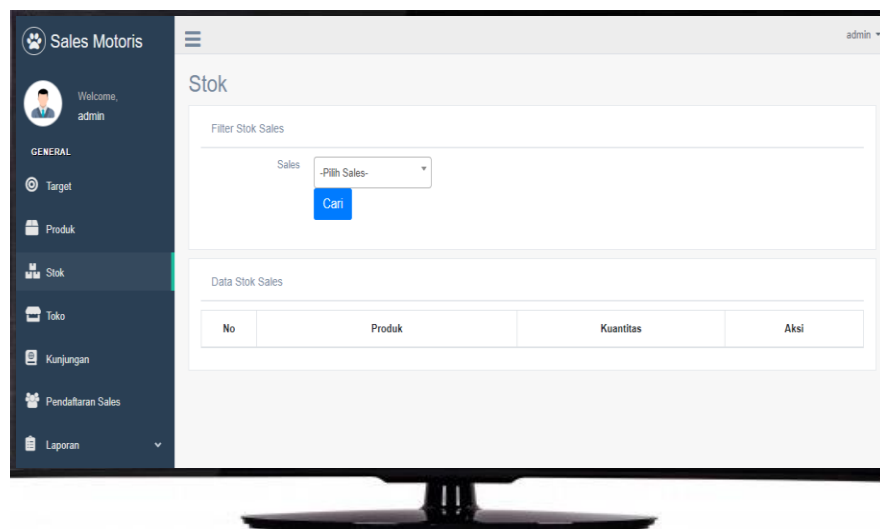 Sales Motoris
admin
Welcome,
admin
GENERAL
Target
Produk
Stok
Toko
Kunjungan
Pendaftaran Sales
Laporan
Stok
Filter Stok Sales
Sales
-Pilih Sales-
Cari
Data Stok Sales
No Produk Kuantitas Aksi